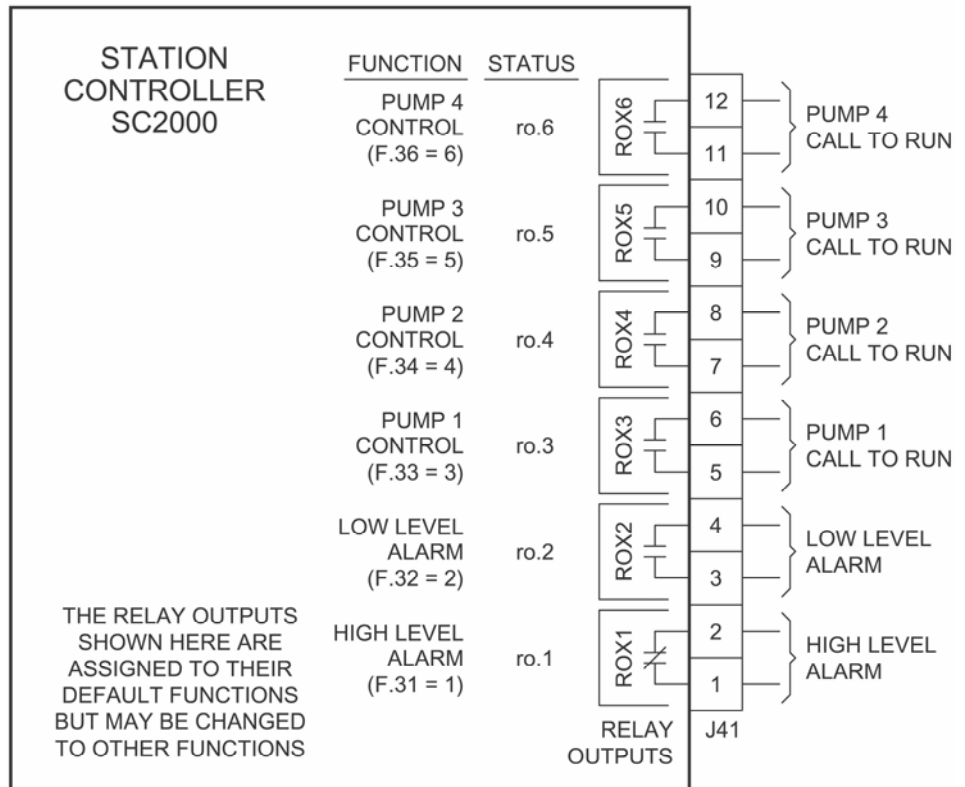 STATION
CONTROLLER
SC2000
FUNCTION STATUS
PUMP 4
CONTROL
(F.36 = 6)
ro.6
ROX6
12
11
PUMP 4
CALL TO RUN
PUMP 3
CONTROL
(F.35 = 5)
ro.5
ROX5
10
9
PUMP 3
CALL TO RUN
PUMP 2
CONTROL
(F.34 = 4)
ro.4
ROX4
8
7
PUMP 2
CALL TO RUN
PUMP 1
CONTROL
(F.33 = 3)
ro.3
ROX3
6
5
PUMP 1
CALL TO RUN
LOW LEVEL
ALARM
(F.32 = 2)
ro.2
ROX2
4
3
LOW LEVEL
ALARM
HIGH LEVEL
ALARM
(F.31 = 1)
ro.1
ROX1
2
1
HIGH LEVEL
ALARM
THE RELAY OUTPUTS
SHOWN HERE ARE
ASSIGNED TO THEIR
DEFAULT FUNCTIONS
BUT MAY BE CHANGED
TO OTHER FUNCTIONS
RELAY
OUTPUTS
J41